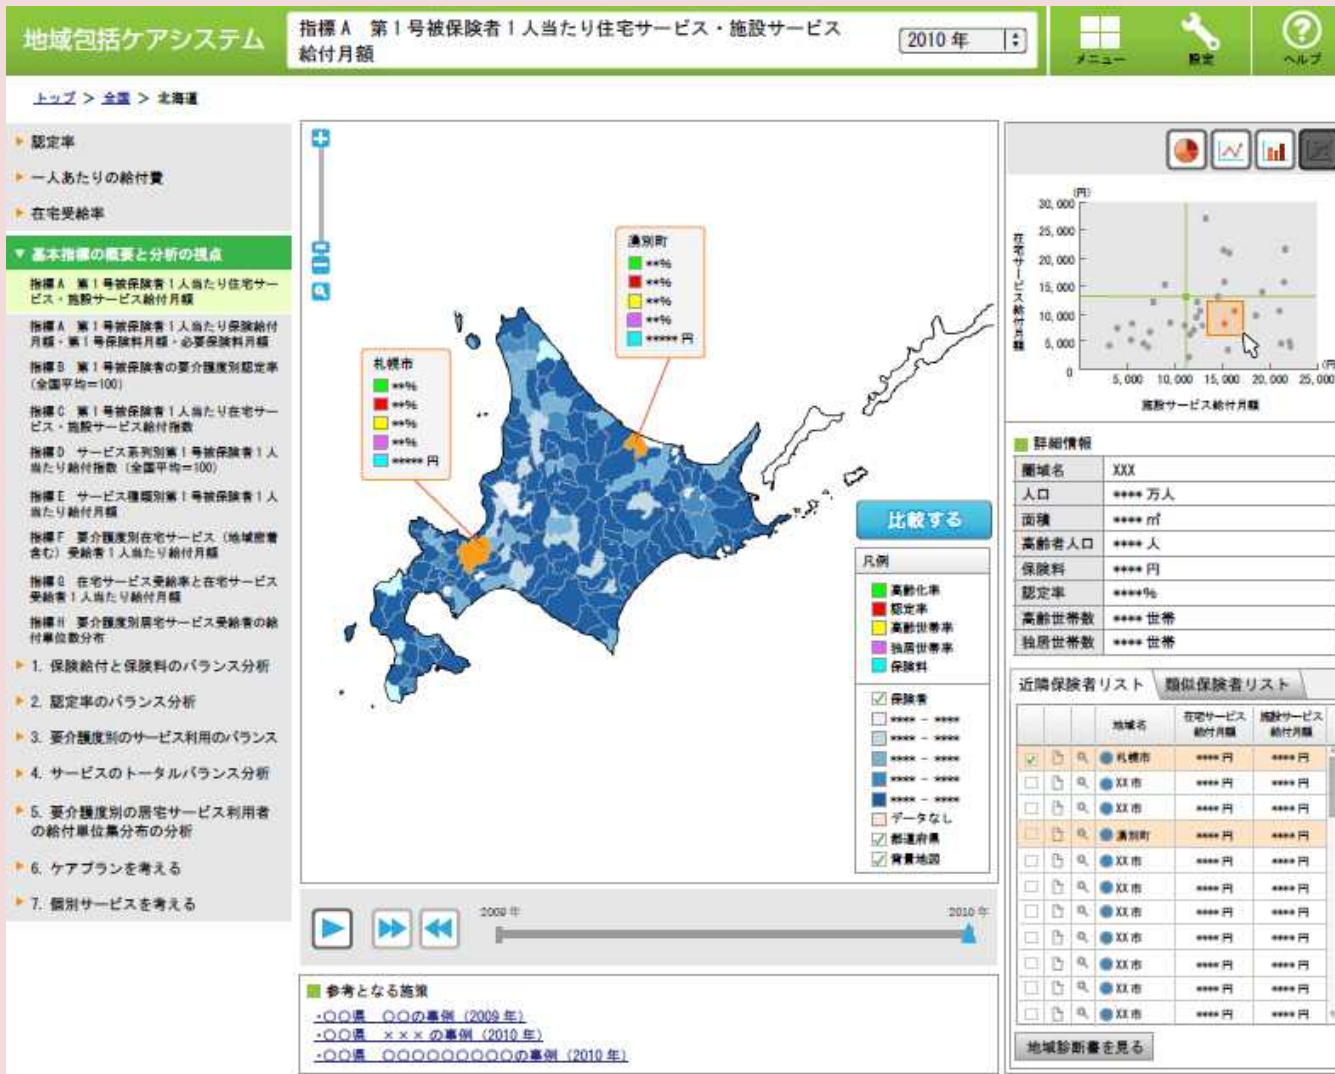 地域包括ケアシステム
指標A 第1号被保険者1人当たり住宅サービス・施設サービス
給付月額
2010 年
メニュー
設定
ヘルプ
トップ > 全国 > 北海道
認定率
一人あたりの給付費
在宅受給率
基本指標の概要と分析の視点
指標A 第1号被保険者1人当たり住宅サー
ビス・施設サービス給付月額
指標A 第1号被保険者1人当たり保険給付
月額・第1号保険料月額・必要保険料月額
指標B 第1号被保険者の要介護度別認定率
(全国平均=100)
指標C 第1号被保険者1人当たり在宅サー
ビス・施設サービス給付指数
指標D サービス系列別第1号被保険者1人
当たり給付指数(全国平均=100)
指標E サービス種類別第1号被保険者1人
当たり給付月額
指標F 要介護度別在宅サービス(地域密着
含む)受給者1人当たり給付月額
指標G 在宅サービス受給率と在宅サービス
受給者1人当たり給付月額
指標H 要介護度別居宅サービス受給者の給
付単位数分布
1. 保険給付と保険料のバランス分析
2. 認定率のバランス分析
3. 要介護度別のサービス利用のバランス
4. サービスのトータルバランス分析
5. 要介護度別の居宅サービス利用者
の給付単位集分布の分析
6. ケアプランを考える
7. 個別サービスを考える
湧別町
**%
**%
**%
**%
***** 円
札幌市
**%
**%
**%
**%
***** 円
比較する
凡例
高齢化率
認定率
高齢世帯率
独居世帯率
保険料
保険者
**** - ****
**** - ****
**** - ****
**** - ****
**** - ****
データなし
都道府県
背景地図
2009 年
2010 年
参考となる施策
・○○県 ○○の事例(2009 年)
・○○県 ×××の事例(2010 年)
・○○県 ○○○○○○○○○の事例(2010 年)
(円)
30,000
25,000
20,000
15,000
10,000
5,000
0
在宅サービス給付月額
5,000 10,000 15,000 20,000 25,000
(円
施設サービス給付月額
詳細情報
圏域名 XXX
人口 **** 万人
面積 **** ㎡
高齢者人口 **** 人
保険料 **** 円
認定率 ****%
高齢世帯数 **** 世帯
独居世帯数 **** 世帯
近隣保険者リスト 類似保険者リスト
地域名 在宅サービス給付月額 施設サービス給付月額
札幌市 **** 円 **** 円
XX 市 **** 円 **** 円
XX 市 **** 円 **** 円
湧別町 **** 円 **** 円
XX 市 **** 円 **** 円
XX 市 **** 円 **** 円
XX 市 **** 円 **** 円
XX 市 **** 円 **** 円
XX 市 **** 円 **** 円
XX 市 **** 円 **** 円
XX 市 **** 円 **** 円
地域診断書を見る